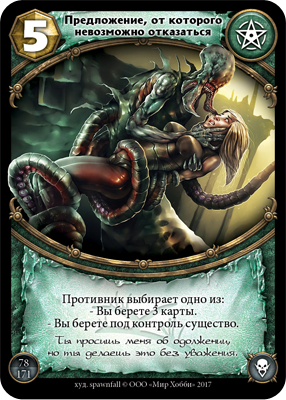 Предложение, от которого
невозможно отказаться
5
Противник выбирает одно из:
- Вы берете 3 карты.
- Вы берете под контроль существо.
Ты просишь меня об одолжении,
но ты делаешь это без уважения.
78
171
худ. spawnfall © ООО «Мир Хобби» 2017